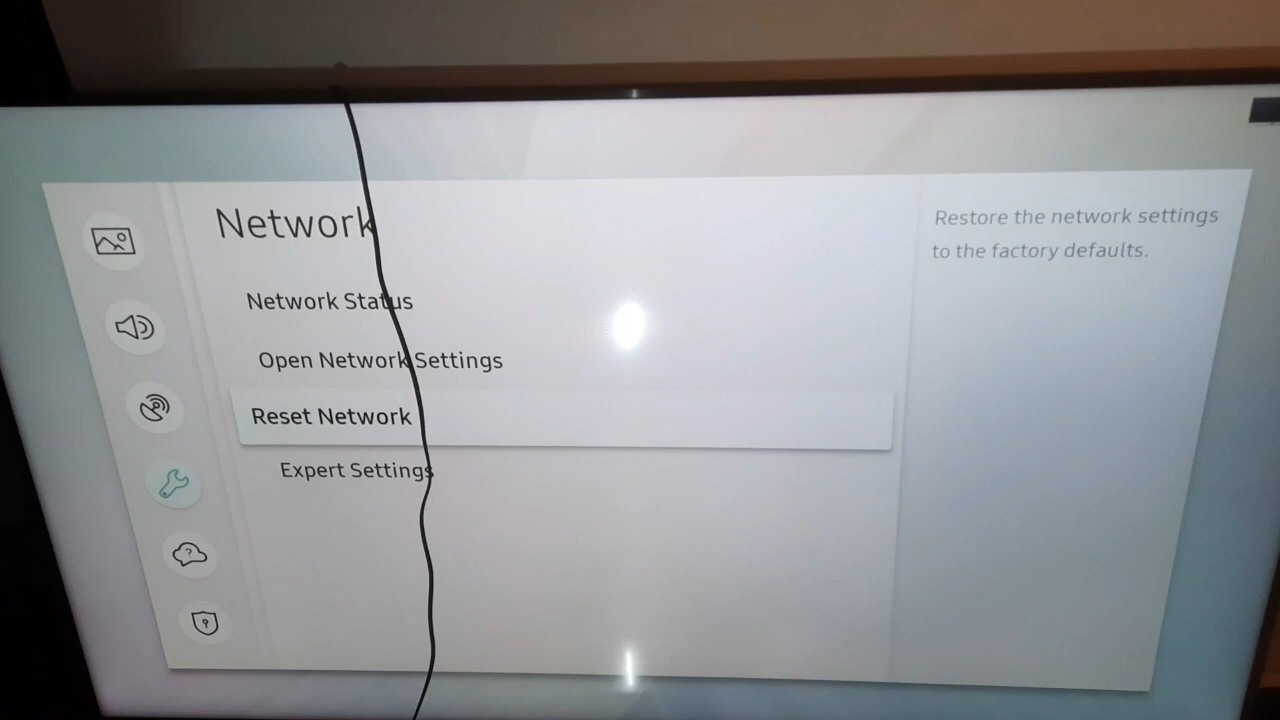 Network
Network Status
Open Network Settings
Reset Network
Expert Settings
Restore the network settings
to the factory defaults.